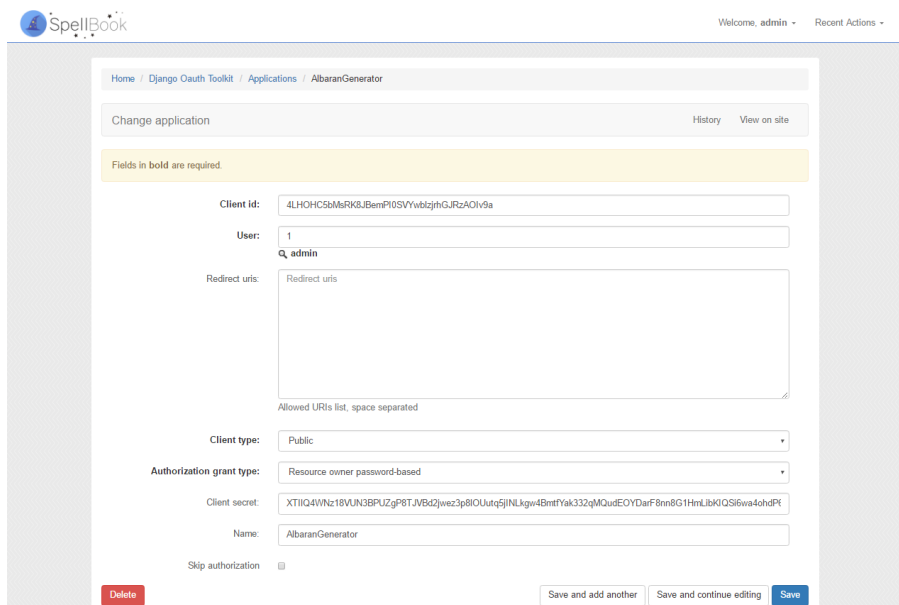 SpellBook
Welcome, admin
Recent Actions
Home / Django Oauth Toolkit / Applications / AlbaranGenerator
Change application
History
View on site
Fields in bold are required.
Client id:
4LHOHC5bMsRK8JBemPI0SVYwblzjrhGJRzAOIv9a
User:
1
admin
Redirect uris:
Redirect uris
Allowed URIs list, space separated
Client type:
Public
Authorization grant type:
Resource owner password-based
Client secret:
Name:
AlbaranGenerator
Skip authorization
Delete
Save and add another
Save and continue editing
Save